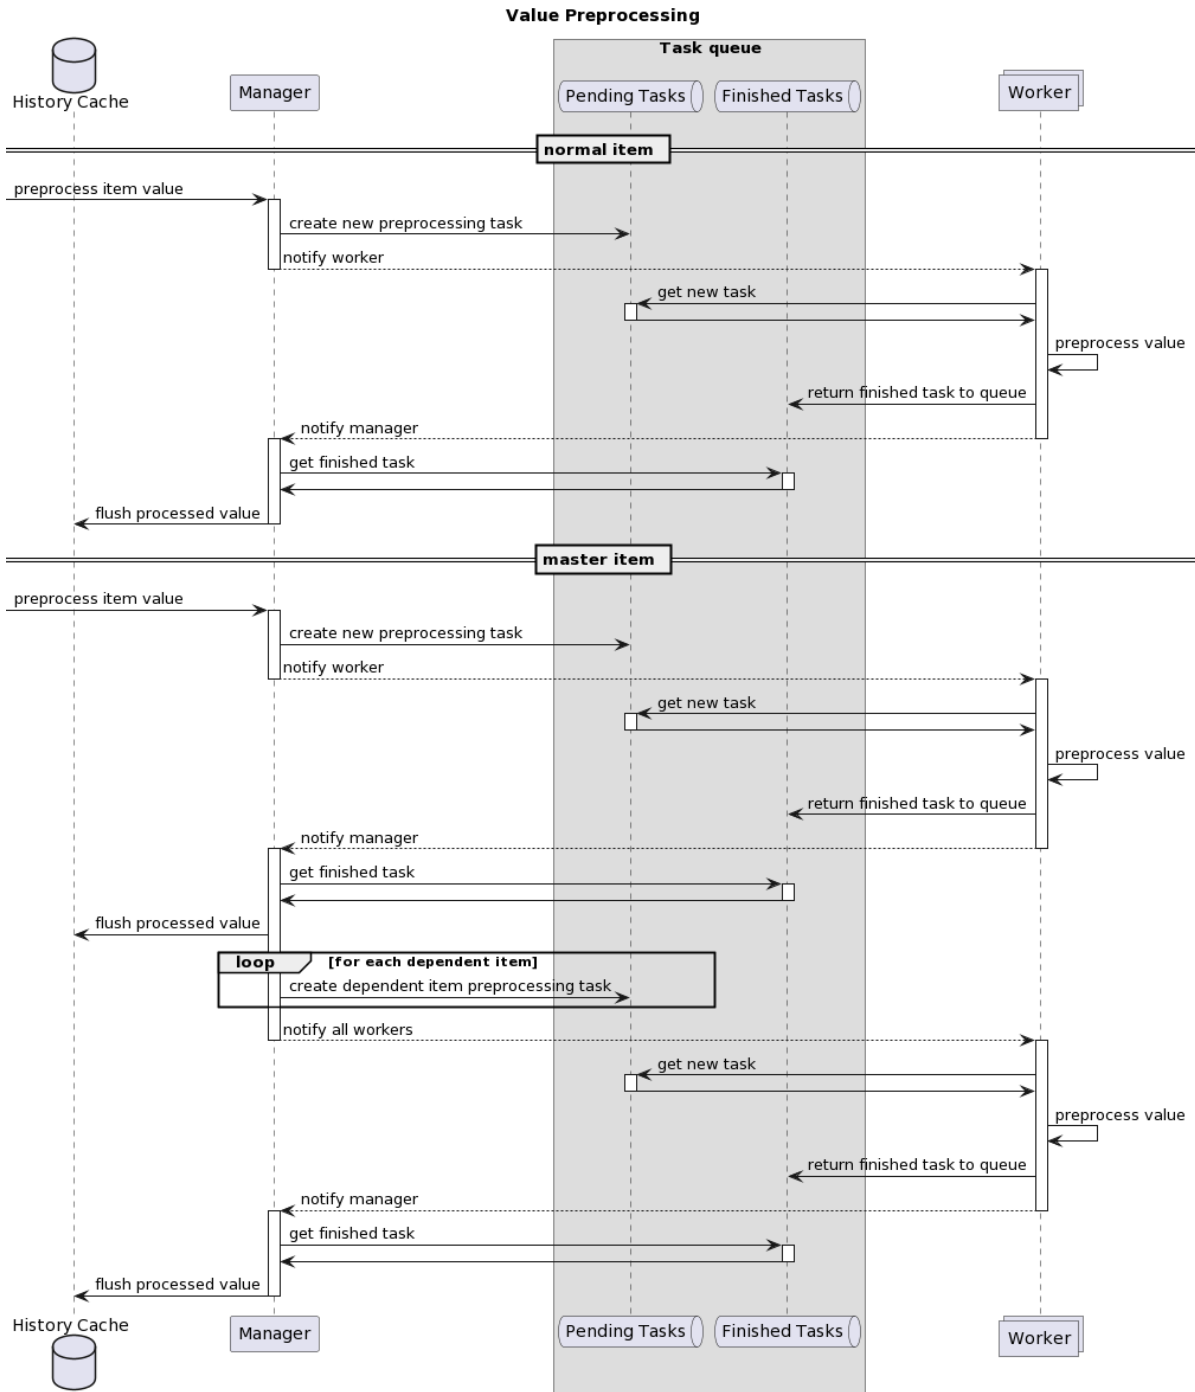 Value Preprocessing
Task queue
History Cache
Manager
Pending Tasks
Finished Tasks
Worker
normal item
preprocess item value
create new preprocessing task
notify worker
get new task
preprocess value
return finished task to queue
notify manager
get finished task
flush processed value
master item
preprocess item value
create new preprocessing task
notify worker
get new task
preprocess value
return finished task to queue
notify manager
get finished task
flush processed value
loop [for each dependent item]
create dependent item preprocessing task
notify all workers
get new task
preprocess value
return finished task to queue
notify manager
get finished task
flush processed value
History Cache
Manager
Pending Tasks
Finished Tasks
Worker